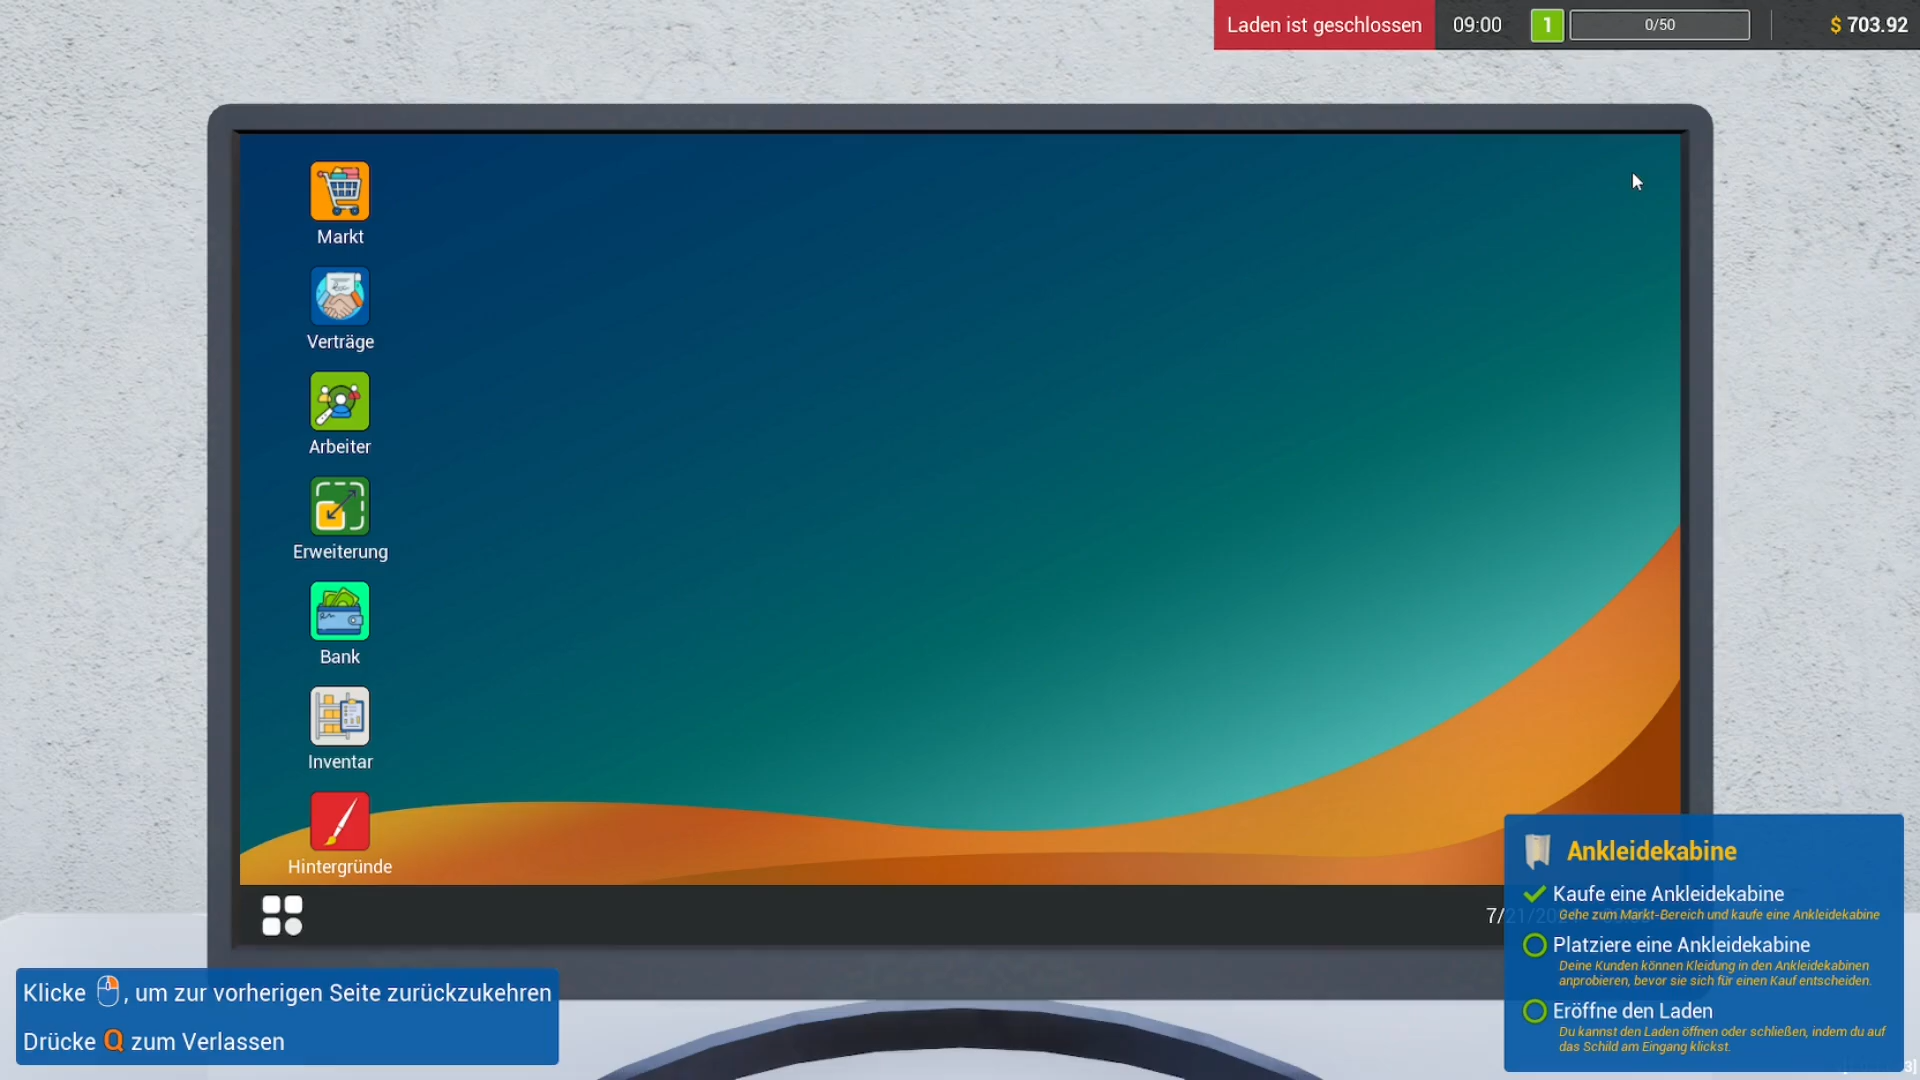 Laden ist geschlossen
09:00
1
0/50
$ 703.92
Markt
Verträge
Arbeiter
Erweiterung
Bank
Inventar
Hintergründe
Klicke , um zur vorherigen Seite zurückzukehren
Drücke Q zum Verlassen
Ankleidekabine
Kaufe eine Ankleidekabine
Gehe zum Markt-Bereich und kaufe eine Ankleidekabine
Platziere eine Ankleidekabine
Deine Kunden können Kleidung in den Ankleidekabinen
anprobieren, bevor sie sich für einen Kauf entscheiden.
Eröffne den Laden
Du kannst den Laden öffnen oder schließen, indem du auf
das Schild am Eingang klickst.